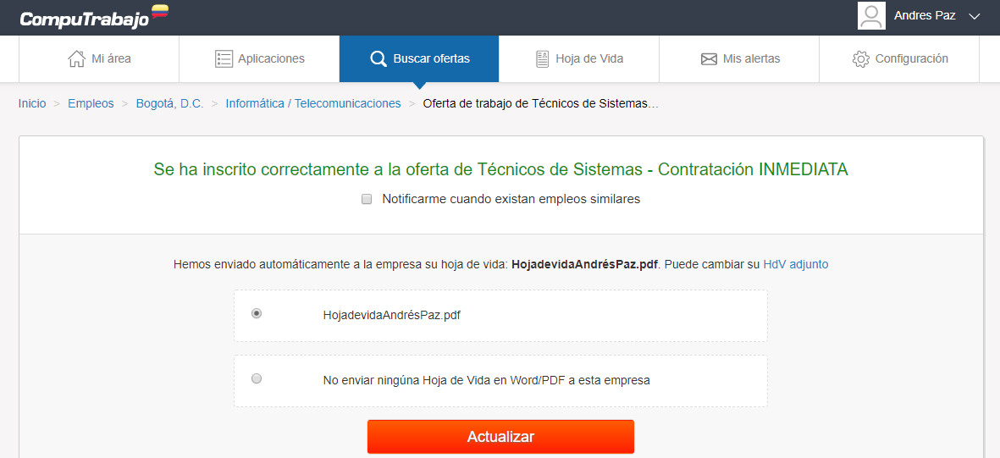 CompuTrabajo
Andres Paz
Mi área
Aplicaciones
Buscar ofertas
Hoja de Vida
Mis alertas
Configuración
Inicio > Empleos > Bogotá, D.C. > Informática / Telecomunicaciones > Oferta de trabajo de Técnicos de Sistemas...
Se ha inscrito correctamente a la oferta de Técnicos de Sistemas - Contratación INMEDIATA
Notificarme cuando existan empleos similares
Hemos enviado automáticamente a la empresa su hoja de vida: HojadevidaAndrésPaz.pdf. Puede cambiar su HdV adjunto
HojadevidaAndrésPaz.pdf
No enviar ningúna Hoja de Vida en Word/PDF a esta empresa
Actualizar